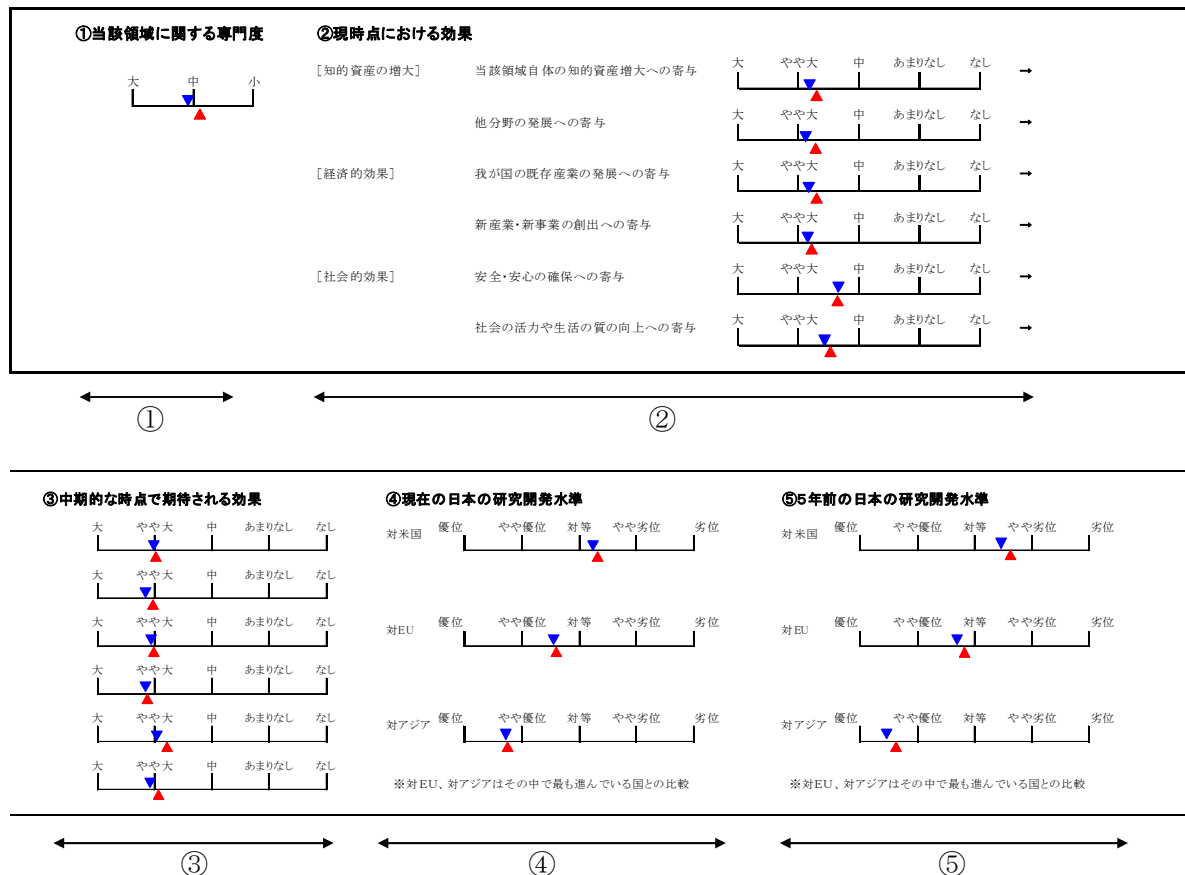 ①当該領域に関する専門度
大 中 小
②現時点における効果
[知的資産の増大] 当該領域自体の知的資産増大への寄与 大 やや大 中 あまりなし なし →
他分野の発展への寄与 大 やや大 中 あまりなし なし →
[経済的効果] 我が国の既存産業の発展への寄与 大 やや大 中 あまりなし なし →
新産業・新事業の創出への寄与 大 やや大 中 あまりなし なし →
[社会的効果] 安全・安心の確保への寄与 大 やや大 中 あまりなし なし →
社会の活力や生活の質の向上への寄与 大 やや大 中 あまりなし なし →
① ②
③中期的な時点で期待される効果
大 やや大 中 あまりなし なし
大 やや大 中 あまりなし なし
大 やや大 中 あまりなし なし
大 やや大 中 あまりなし なし
大 やや大 中 あまりなし なし
大 やや大 中 あまりなし なし
④現在の日本の研究開発水準
対米国 優位 やや優位 対等 やや劣位 劣位
対EU 優位 やや優位 対等 やや劣位 劣位
対アジア 優位 やや優位 対等 やや劣位 劣位
※対EU、対アジアはその中で最も進んでいる国との比較
⑤5年前の日本の研究開発水準
対米国 優位 やや優位 対等 やや劣位 劣位
対EU 優位 やや優位 対等 やや劣位 劣位
対アジア 優位 やや優位 対等 やや劣位 劣位
※対EU、対アジアはその中で最も進んでいる国との比較
③ ④ ⑤